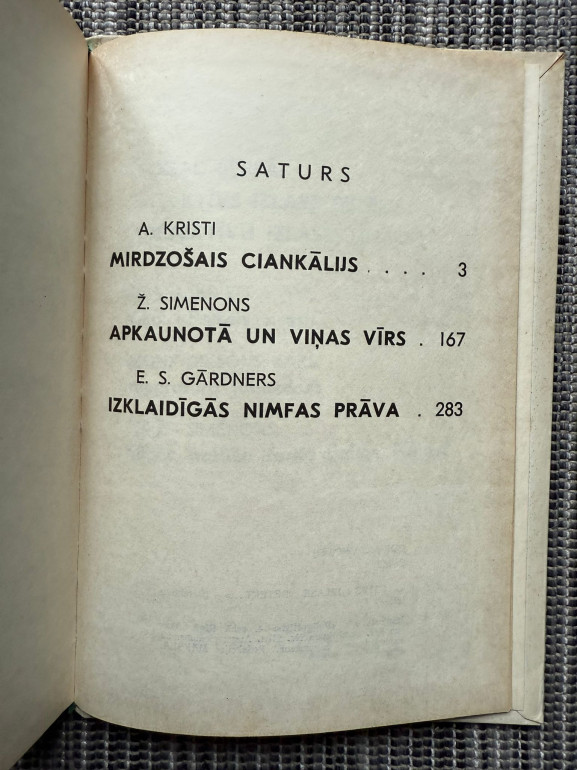 SATURS
A. KRISTI
MIRDZOŠAIS CIANKĀLIJS . . . . 3
Ž. SIMENONS
APKAUNOTĀ UN VIŅAS VĪRS . 167
E. S. GĀRDNERS
IZKLAIDĪGĀS NIMFAS PRĀVA . 283